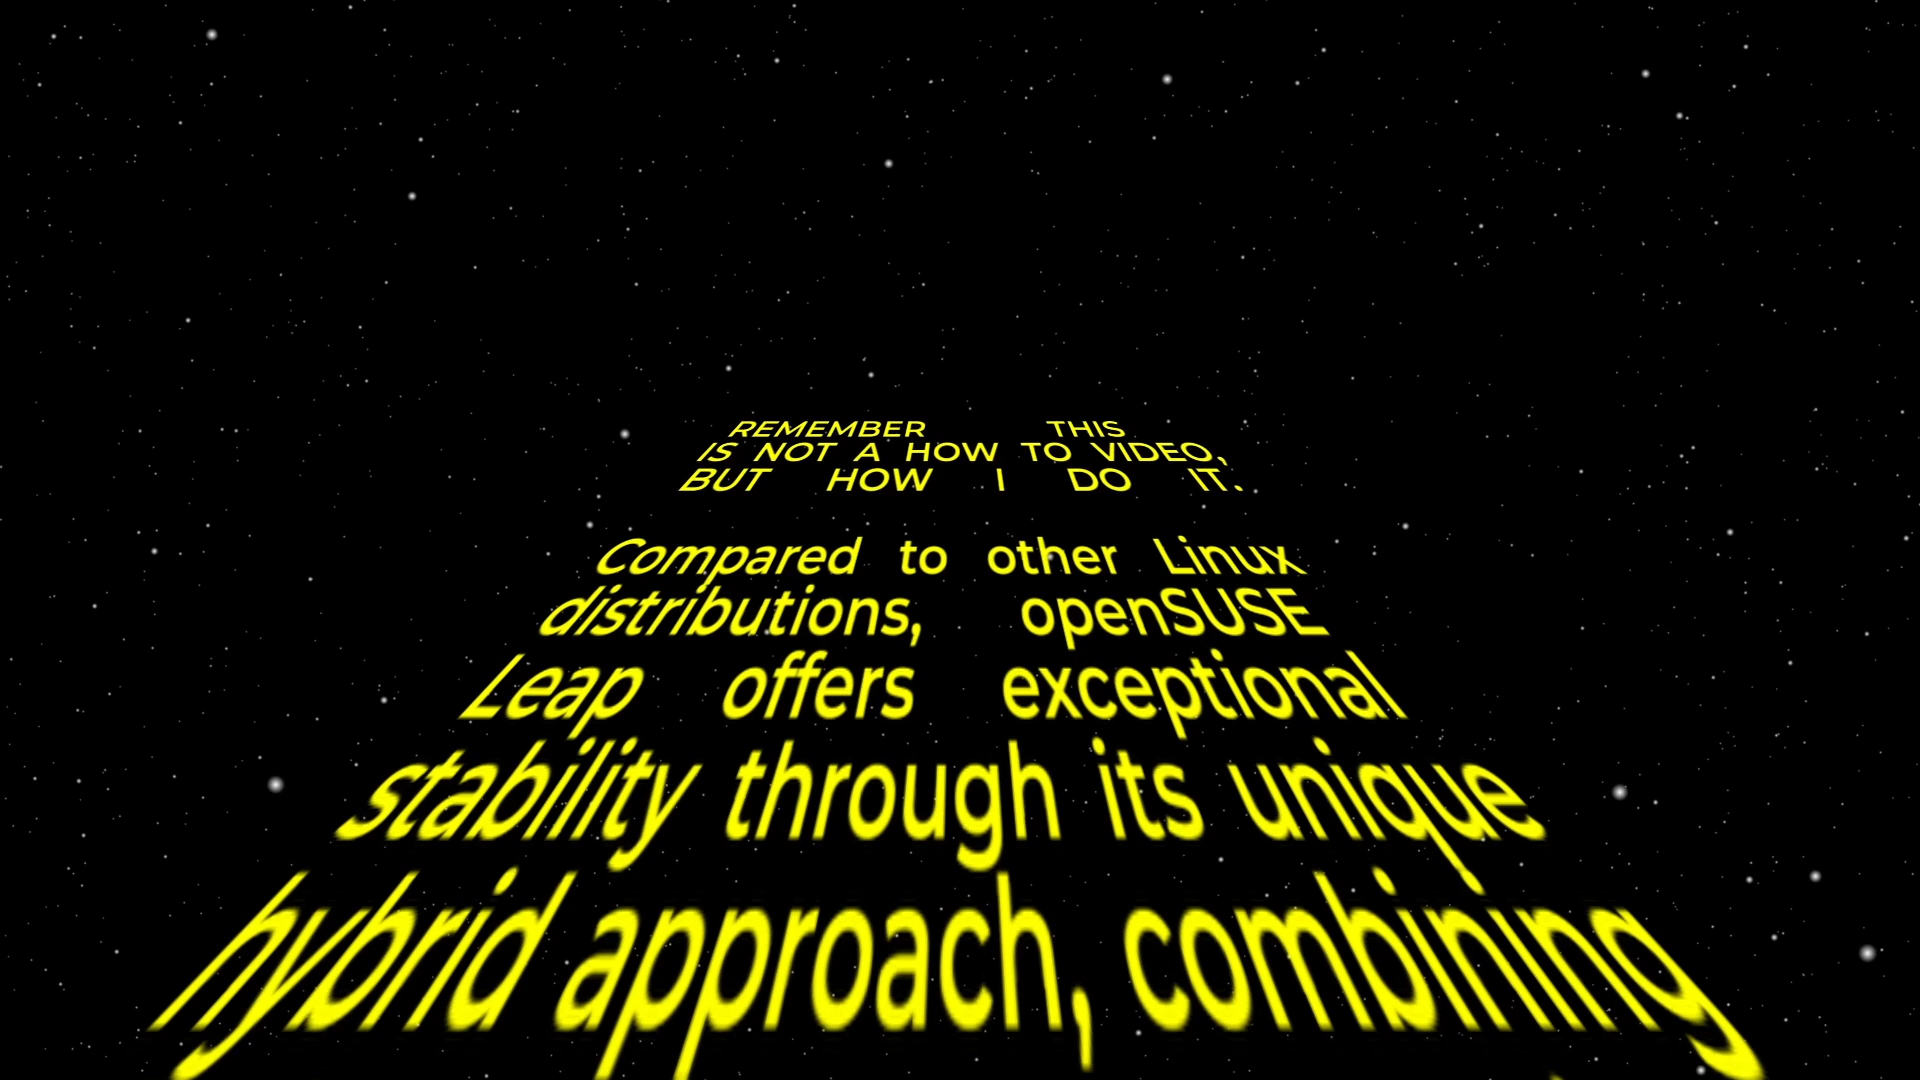 REMEMBER THIS
IS NOT A HOW TO VIDEO,
BUT HOW I DO IT.
Compared to other Linux
distributions, openSUSE
Leap offers exceptional
stability through its unique
hybrid approach, combining